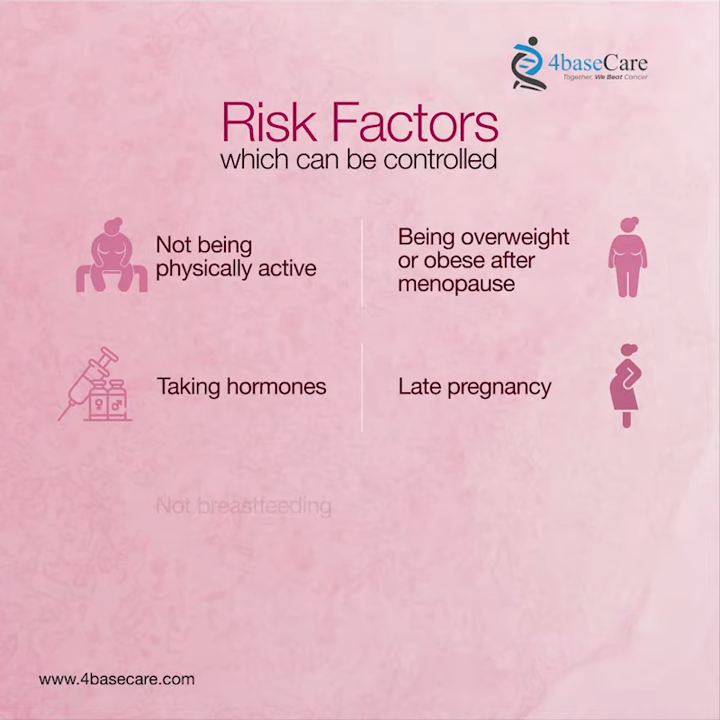 4baseCare
Together, We Beat Cancer
Risk Factors
which can be controlled
Not being
physically active
Being overweight
or obese after
menopause
Taking hormones
Late pregnancy
Not breastfeeding
www.4basecare.com